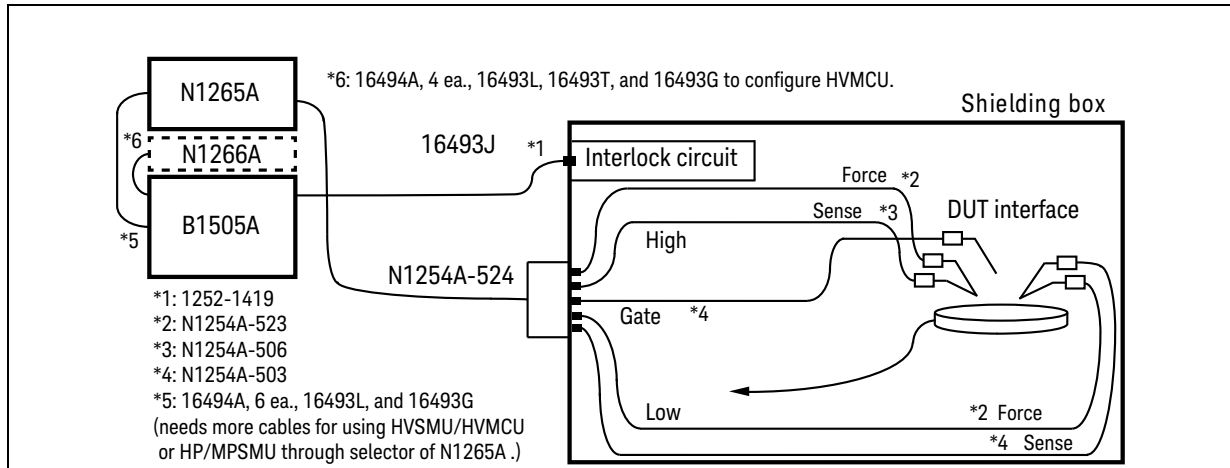 *6: 16494A, 4 ea., 16493L, 16493T, and 16493G to configure HVMCU.
N1265A
Shielding box
*6
N1266A
16493J
*1
Interlock circuit
Force *2
B1505A
Sense *3
DUT interface
*5
High
N1254A-524
*1: 1252-1419
Gate *4
*2: N1254A-523
*3: N1254A-506
*4: N1254A-503
*5: 16494A, 6 ea., 16493L, and 16493G
(needs more cables for using HVSMU/HVMCU
or HP/MPSMU through selector of N1265A .)
Low
*2 Force
*4 Sense